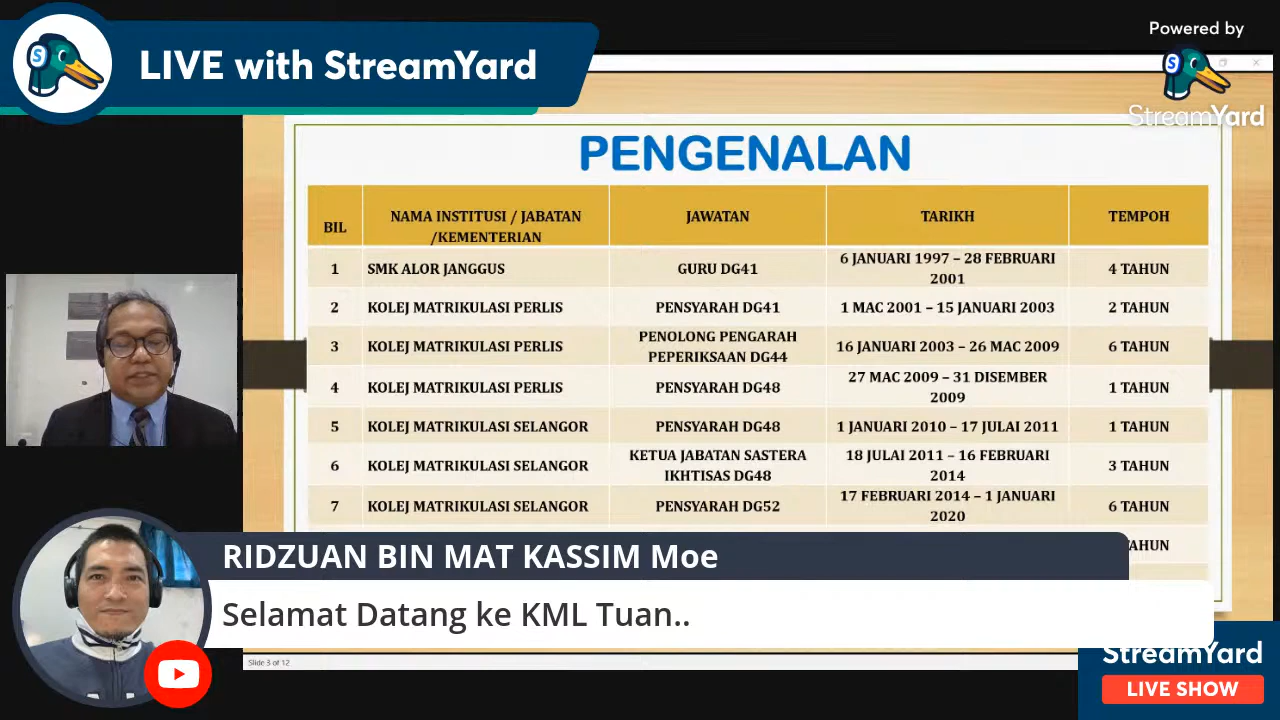 LIVE with StreamYard
Powered by
StreamYard
PENGENALAN
BIL
NAMA INSTITUSI / JABATAN
/KEMENTERIAN
JAWATAN
TARIKH
TEMPOH
1
SMK ALOR JANGGUS
GURU DG41
6 JANUARI 1997 – 28 FEBRUARI
2001
4 TAHUN
2
KOLEJ MATRIKULASI PERLIS
PENSYARAH DG41
1 MAC 2001 – 15 JANUARI 2003
2 TAHUN
3
KOLEJ MATRIKULASI PERLIS
PENOLONG PENGARAH
PEPERIKSAAN DG44
16 JANUARI 2003 – 26 MAC 2009
6 TAHUN
4
KOLEJ MATRIKULASI PERLIS
PENSYARAH DG48
27 MAC 2009 – 31 DISEMBER
2009
1 TAHUN
5
KOLEJ MATRIKULASI SELANGOR
PENSYARAH DG48
1 JANUARI 2010 – 17 JULAI 2011
1 TAHUN
6
KOLEJ MATRIKULASI SELANGOR
KETUA JABATAN SASTERA
IKHTISAS DG48
18 JULAI 2011 – 16 FEBRUARI
2014
3 TAHUN
7
KOLEJ MATRIKULASI SELANGOR
PENSYARAH DG52
17 FEBRUARI 2014 – 1 JANUARI
2020
6 TAHUN
TAHUN
RIDZUAN BIN MAT KASSIM Moe
Selamat Datang ke KML Tuan..
Slide 3 of 12
StreamYard
LIVE SHOW